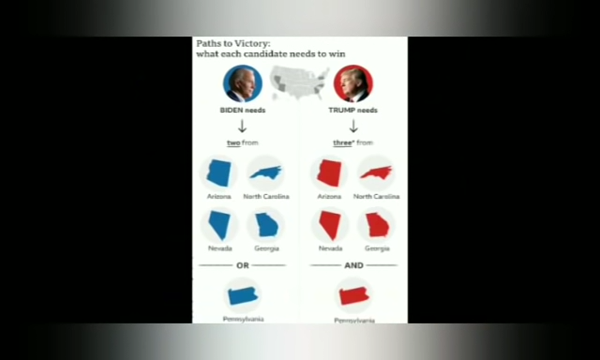 Paths to Victory:
what each candidate needs to win
BIDEN needs
TRUMP needs
two from
three* from
Arizona
North Carolina
Arizona
North Carolina
Nevada
Georgia
Nevada
Georgia
OR
AND
Pennsylvania
Pennsylvania